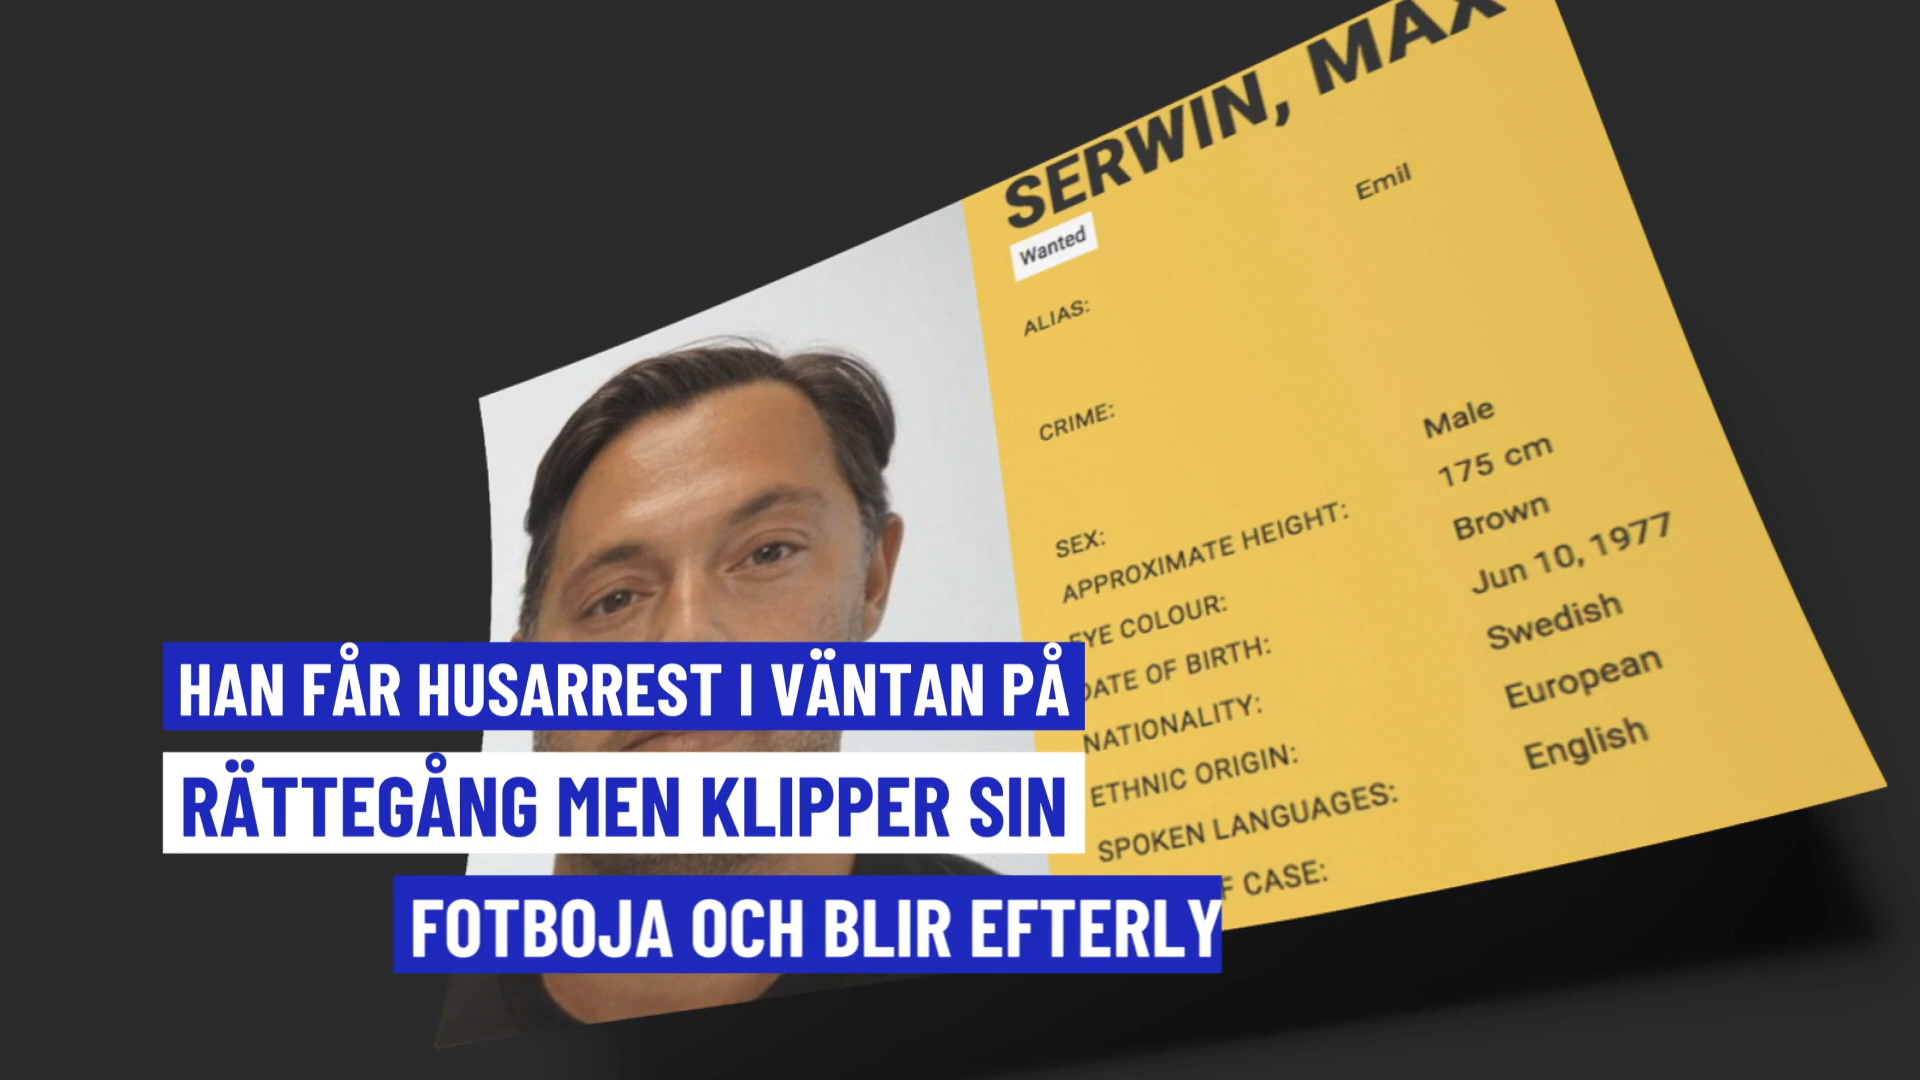 SERWIN, MAX
Wanted
Emil
ALIAS:
CRIME:
SEX: Male
APPROXIMATE HEIGHT: 175 cm
EYE COLOUR: Brown
DATE OF BIRTH: Jun 10, 1977
NATIONALITY: Swedish
ETHNIC ORIGIN: European
SPOKEN LANGUAGES: English
F CASE:
HAN FÅR HUSARREST I VÄNTAN PÅ
RÄTTEGÅNG MEN KLIPPER SIN
FOTBOJA OCH BLIR EFTERLY